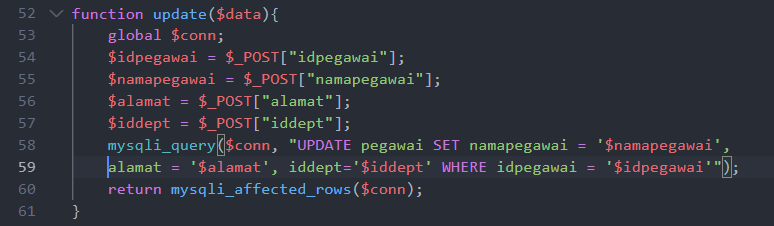 52 function update($data){
53 global $conn;
54 $idpegawai = $_POST["idpegawai"];
55 $namapegawai = $_POST["namapegawai"];
56 $alamat = $_POST["alamat"];
57 $iddept = $_POST["iddept"];
58 mysqli_query($conn, "UPDATE pegawai SET namapegawai = '$namapegawai',
59 alamat = '$alamat', iddept='$iddept' WHERE idpegawai = '$idpegawai'");
60 return mysqli_affected_rows($conn);
61 }